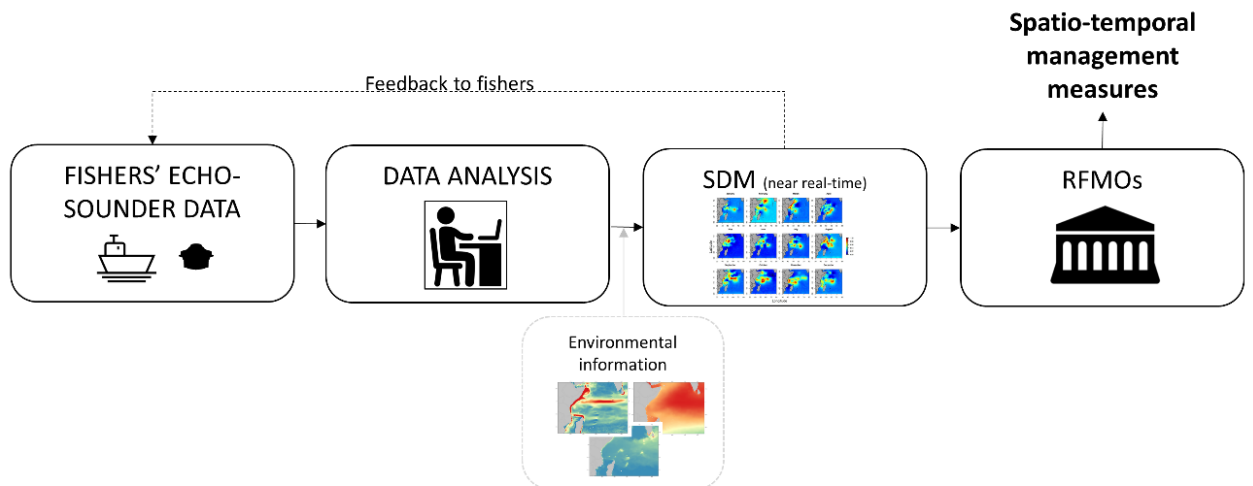 Spatio-temporal
management
measures
Feedback to fishers
FISHERS’ ECHO-
SOUNDER DATA
DATA ANALYSIS
SDM (near real-time)
RFMOs
Environmental
information